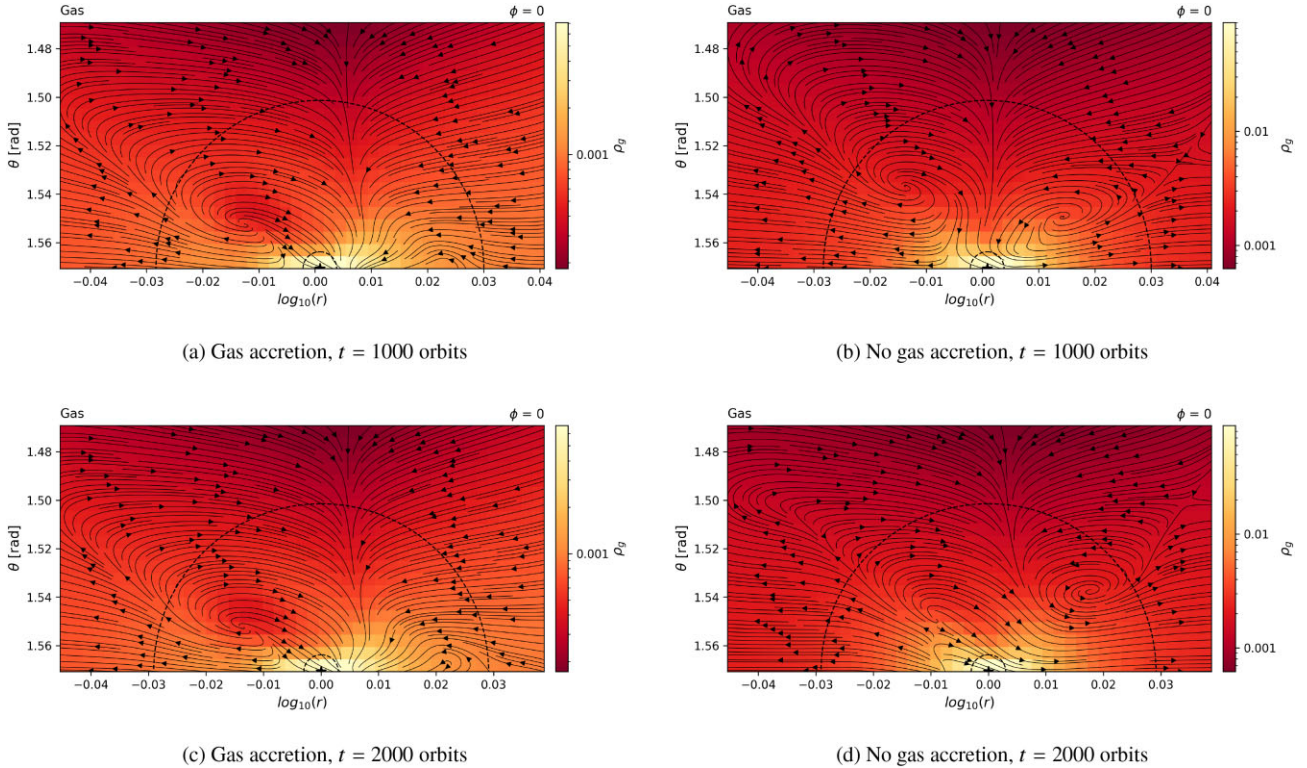 Gas ϕ = 0
1.48
1.50
1.52
1.54
1.56
θ [rad]
−0.04 −0.03 −0.02 −0.01 0.00 0.01 0.02 0.03 0.04
log₁₀(r)
0.001
ρg
(a) Gas accretion, t = 1000 orbits
Gas ϕ = 0
1.48
1.50
1.52
1.54
1.56
θ [rad]
−0.04 −0.03 −0.02 −0.01 0.00 0.01 0.02 0.03 0.04
log₁₀(r)
0.01
0.001
ρg
(b) No gas accretion, t = 1000 orbits
Gas ϕ = 0
1.48
1.50
1.52
1.54
1.56
θ [rad]
−0.04 −0.03 −0.02 −0.01 0.00 0.01 0.02 0.03
log₁₀(r)
0.001
ρg
(c) Gas accretion, t = 2000 orbits
Gas ϕ = 0
1.48
1.50
1.52
1.54
1.56
θ [rad]
−0.04 −0.03 −0.02 −0.01 0.00 0.01 0.02 0.03
log₁₀(r)
0.01
0.001
ρg
(d) No gas accretion, t = 2000 orbits